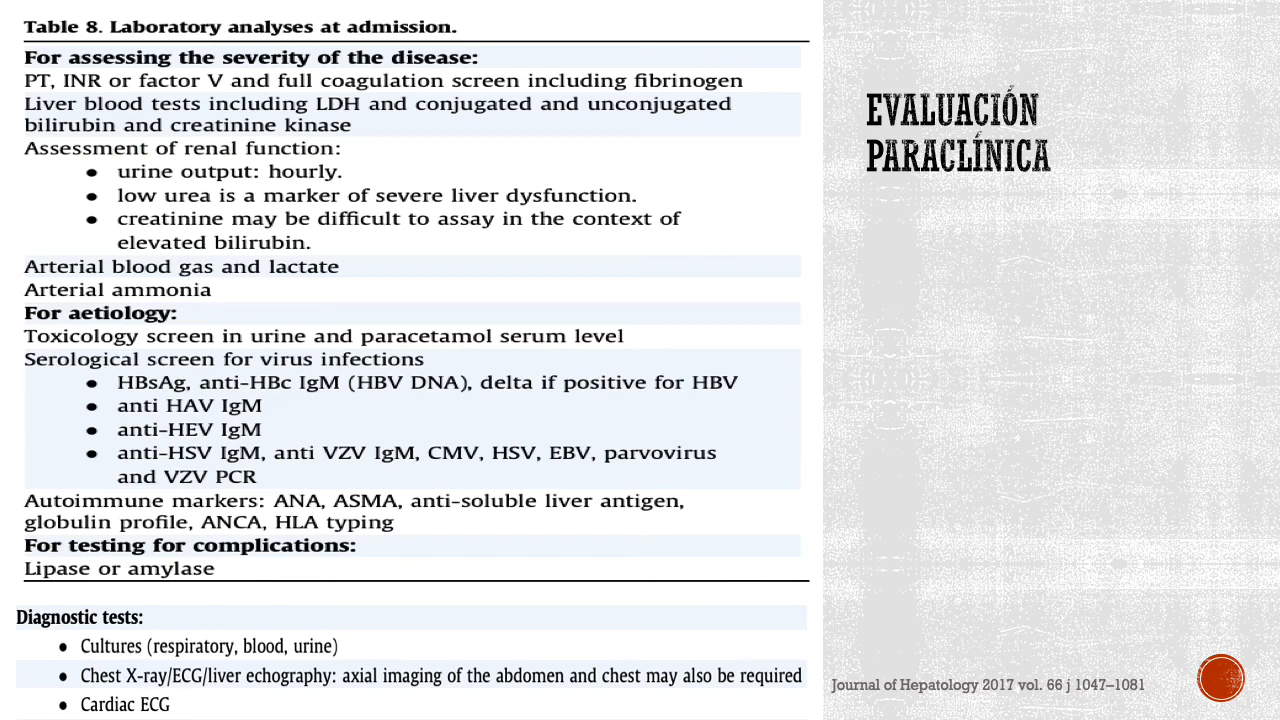 Table 8. Laboratory analyses at admission.
For assessing the severity of the disease:
PT, INR or factor V and full coagulation screen including fibrinogen
Liver blood tests including LDH and conjugated and unconjugated
bilirubin and creatinine kinase
Assessment of renal function:
● urine output: hourly.
● low urea is a marker of severe liver dysfunction.
● creatinine may be difficult to assay in the context of
elevated bilirubin.
Arterial blood gas and lactate
Arterial ammonia
For aetiology:
Toxicology screen in urine and paracetamol serum level
Serological screen for virus infections
● HBsAg, anti-HBc IgM (HBV DNA), delta if positive for HBV
● anti HAV IgM
● anti-HEV IgM
● anti-HSV IgM, anti VZV IgM, CMV, HSV, EBV, parvovirus
and VZV PCR
Autoimmune markers: ANA, ASMA, anti-soluble liver antigen,
globulin profile, ANCA, HLA typing
For testing for complications:
Lipase or amylase
Diagnostic tests:
● Cultures (respiratory, blood, urine)
● Chest X-ray/ECG/liver echography: axial imaging of the abdomen and chest may also be required
● Cardiac ECG
EVALUACIÓN
PARACLÍNICA
Journal of Hepatology 2017 vol. 66 j 1047–1081